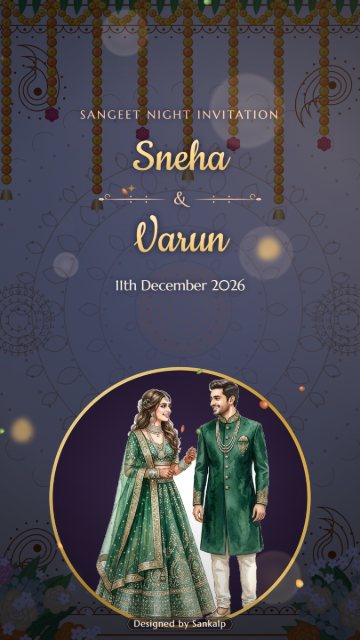 SANGEET NIGHT INVITATION
Sneha
&
Varun
11th December 2026
Designed by Sankalp